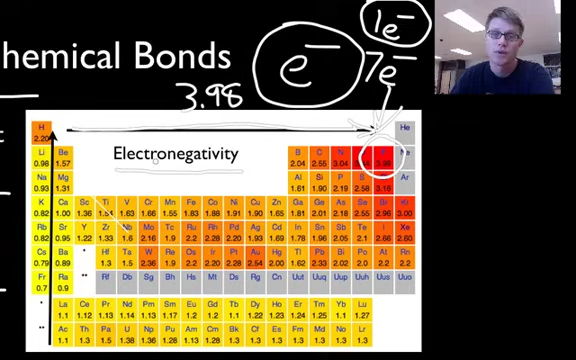 1e⁻
hemical Bonds
e⁻
7e⁻
3.98
H He
2.20
Electronegativity
Li Be B C N
0.98 1.57 2.04 2.55 3.04 3.98
Na Mg Al Si P S Cl Ar
0.93 1.31 1.61 1.90 2.19 2.58 3.16
K Ca Sc Ti V Cr Mn Fe Co Ni Cu Zn Ga Ge As Se Br Kr
0.82 1.00 1.36 1.54 1.63 1.66 1.55 1.83 1.88 1.91 1.90 1.65 1.81 2.01 2.18 2.55 2.96 3.00
Rb Sr Y Zr Nb Mo Tc Ru Rh Pd Ag Cd In Sn Sb Te I Xe
0.82 0.95 1.22 1.33 1.6 2.16 1.9 2.2 2.28 2.20 1.93 1.69 1.78 1.96 2.05 2.1 2.66 2.60
Cs Ba * Hf Ta W Re Os Ir Pt Au Hg Tl Pb Bi Po At Rn
0.79 0.89 1.3 1.5 2.36 1.9 2.2 2.20 2.28 2.54 2.00 1.62 2.33 2.02 2.0 2.2 2.2
Fr Ra ** Rf Db Sg Bh Hs Mt Ds Rg Uub Uut Uuq Uup Uuh Uus Uuo
0.7 0.9
* La Ce Pr Nd Pm Sm Eu Gd Tb Dy Ho Er Tm Yb Lu
1.1 1.12 1.13 1.14 1.13 1.17 1.2 1.2 1.1 1.22 1.23 1.24 1.25 1.1 1.27
** Ac Th Pa U Np Pu Am Cm Bk Cf Es Fm Md No Lr
1.1 1.3 1.5 1.38 1.36 1.28 1.13 1.28 1.3 1.3 1.3 1.3 1.3 1.3 1.3